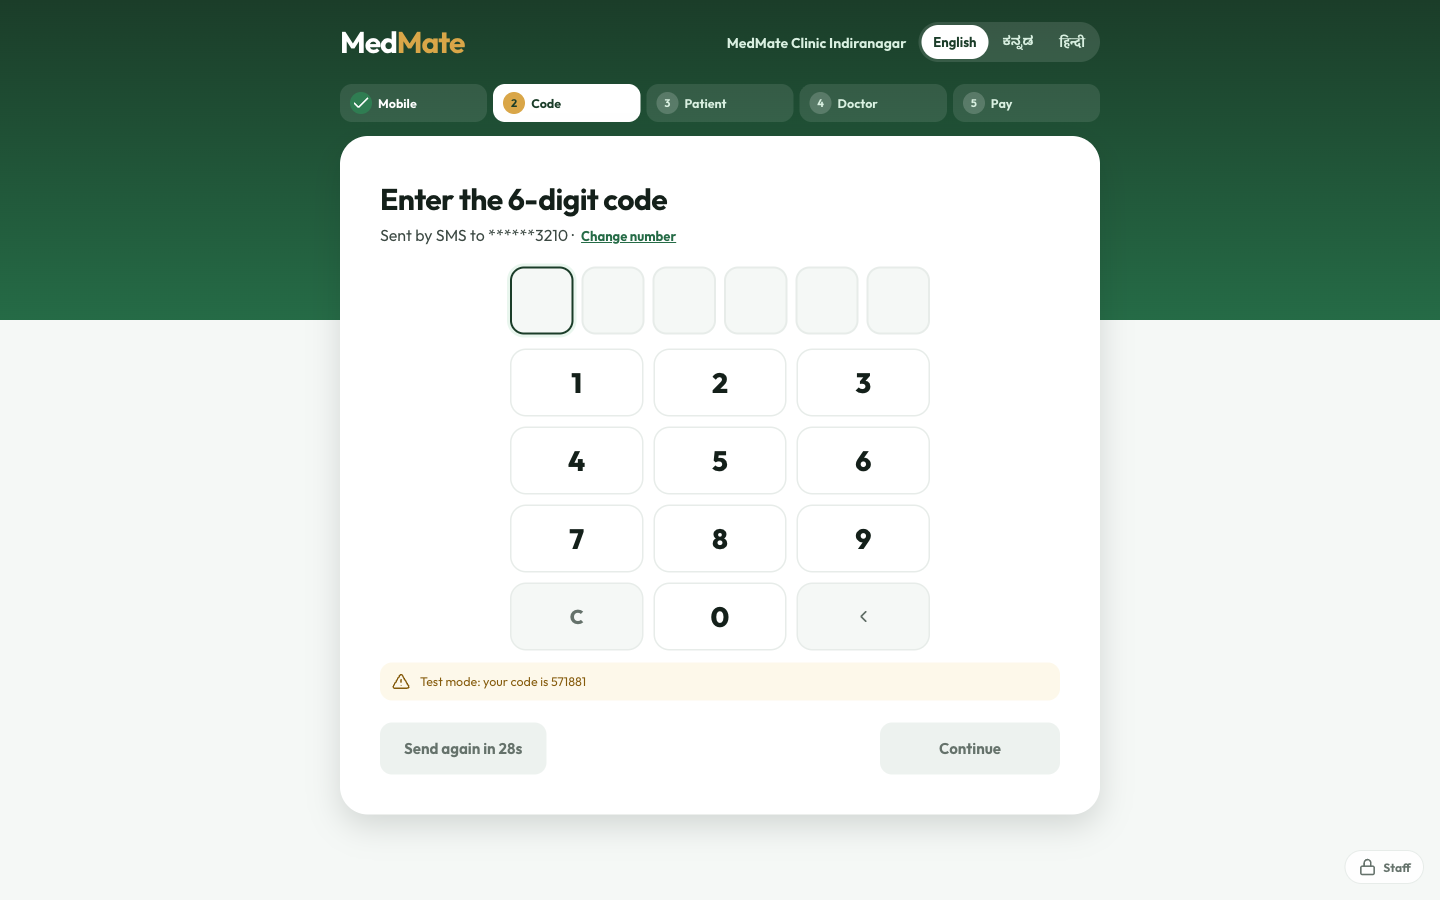 MedMate
MedMate Clinic Indiranagar
English
ಕನ್ನಡ
हिन्दी
Mobile
2 Code
3 Patient
4 Doctor
5 Pay
Enter the 6-digit code
Sent by SMS to ******3210 · Change number
1 2 3
4 5 6
7 8 9
C 0
Test mode: your code is 571881
Send again in 28s
Continue
Staff